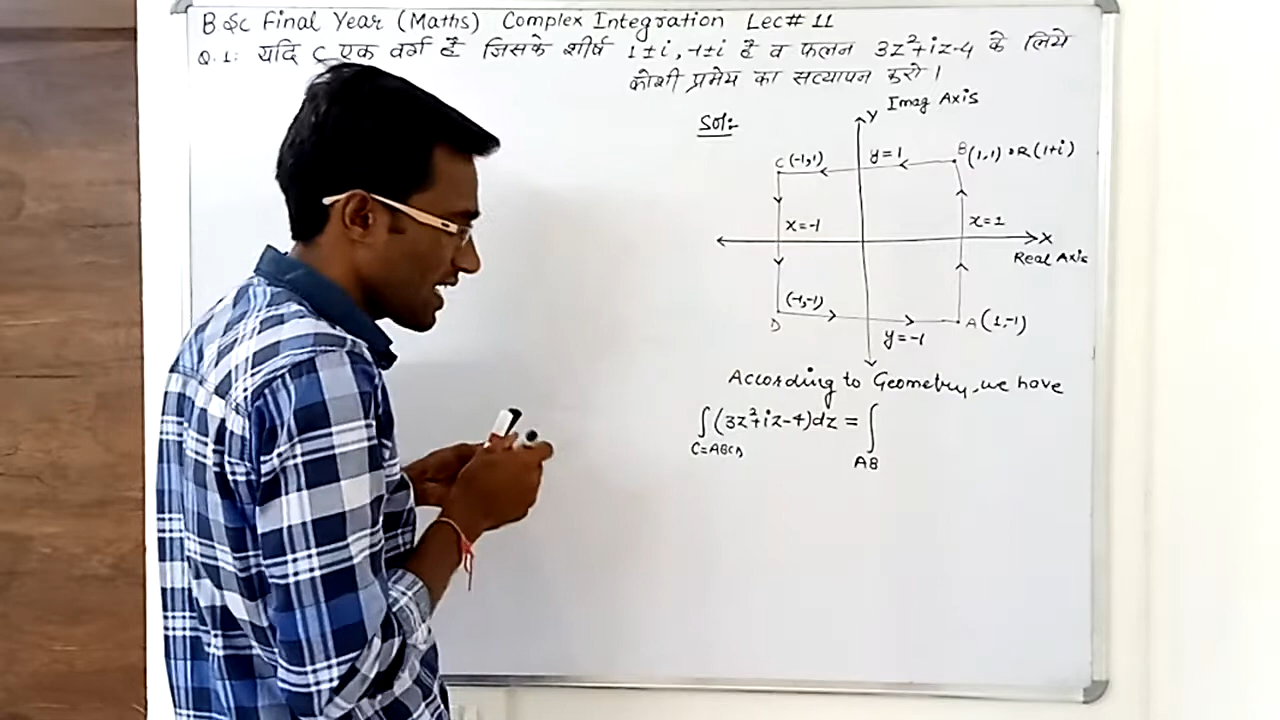 BSc Final Year (Maths) Complex Integration Lec# 11
Q.1: यदि C एक वर्ग है जिसके शीर्ष 1±i, -1±i है व फलन 3z²+iz-4 के लिये
कोशी प्रमेय का सत्यापन करो ।
Imag Axis
Sol:-
Y
C (-1,1)
y=1
B (1,1) OR (1+i)
x=-1
x=1
X
Real Axis
(-1,-1)
D
A (1,-1)
y=-1
According to Geometry, we have
∫(3z²+iz-4)dz = ∫
C=ABCD AB